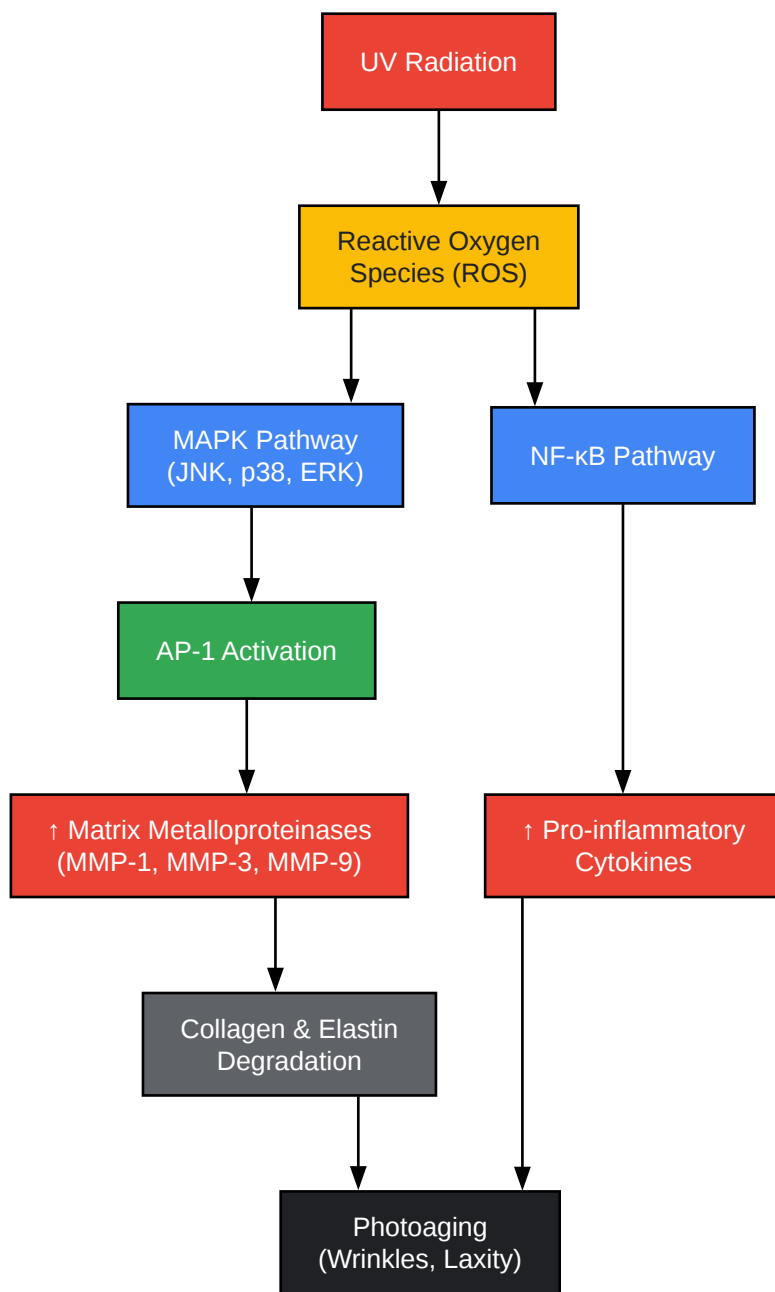 UV Radiation
Reactive Oxygen
Species (ROS)
MAPK Pathway
(JNK, p38, ERK)
NF-κB Pathway
AP-1 Activation
↑ Matrix Metalloproteinases
(MMP-1, MMP-3, MMP-9)
↑ Pro-inflammatory
Cytokines
Collagen & Elastin
Degradation
Photoaging
(Wrinkles, Laxity)